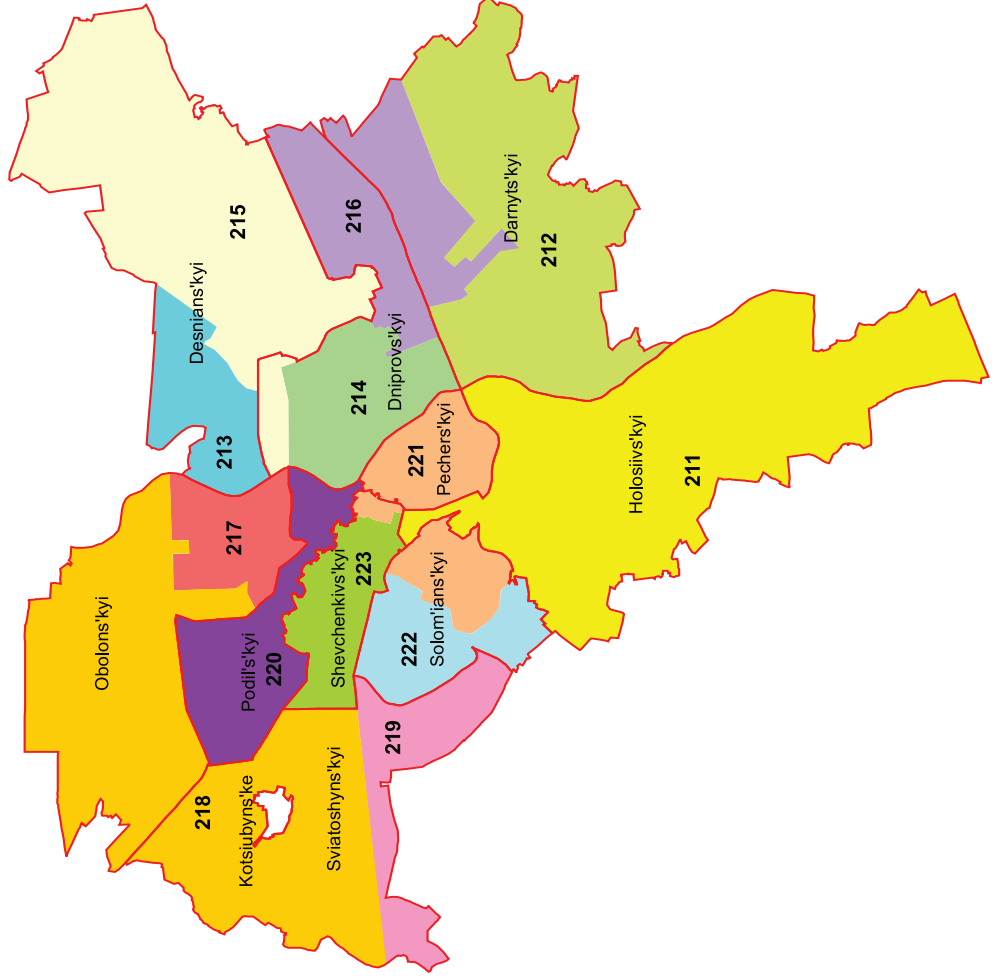 215
216
Darnyts'kyi
212
Desnians'kyi
Dniprovs'kyi
214
213
221
Pechers'kyi
Holosiivs'kyi
211
217
Shevchenkivs'kyi
223
Obolons'kyi
Podil's'kyi
220
222
Solom'ians'kyi
219
218
Kotsiubyns'ke
Sviatoshyns'kyi